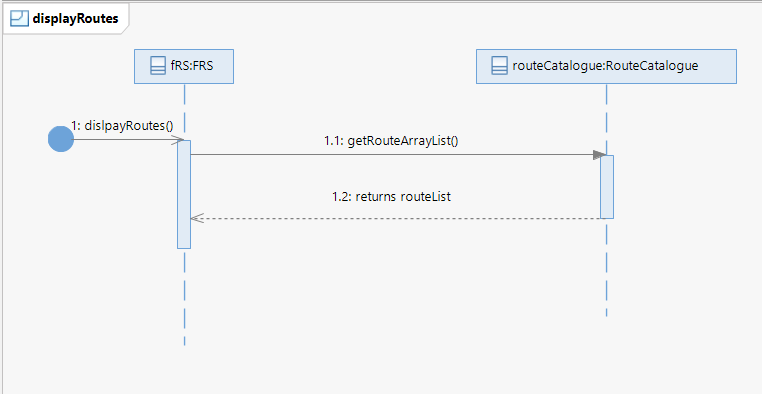 displayRoutes
fRS:FRS
routeCatalogue:RouteCatalogue
1: dislpayRoutes()
1.1: getRouteArrayList()
1.2: returns routeList